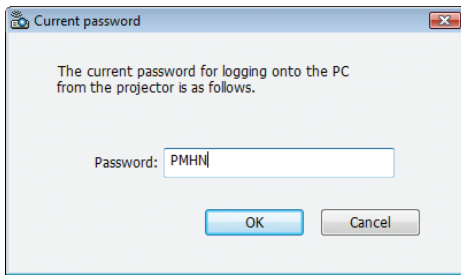 Current password
The current password for logging onto the PC
from the projector is as follows.
Password: PMHN
OK Cancel